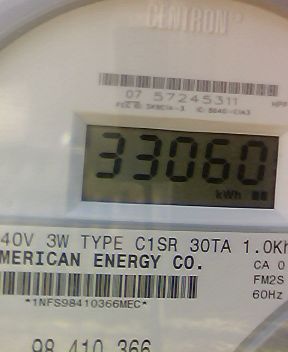 CENTRON®
07 57245311
33060
kWh
40V 3W TYPE C1SR 30TA 1.0Kh
MERICAN ENERGY CO.
CA 0
FM2S
60Hz
*1NFS98410366MEC*
98 410 366